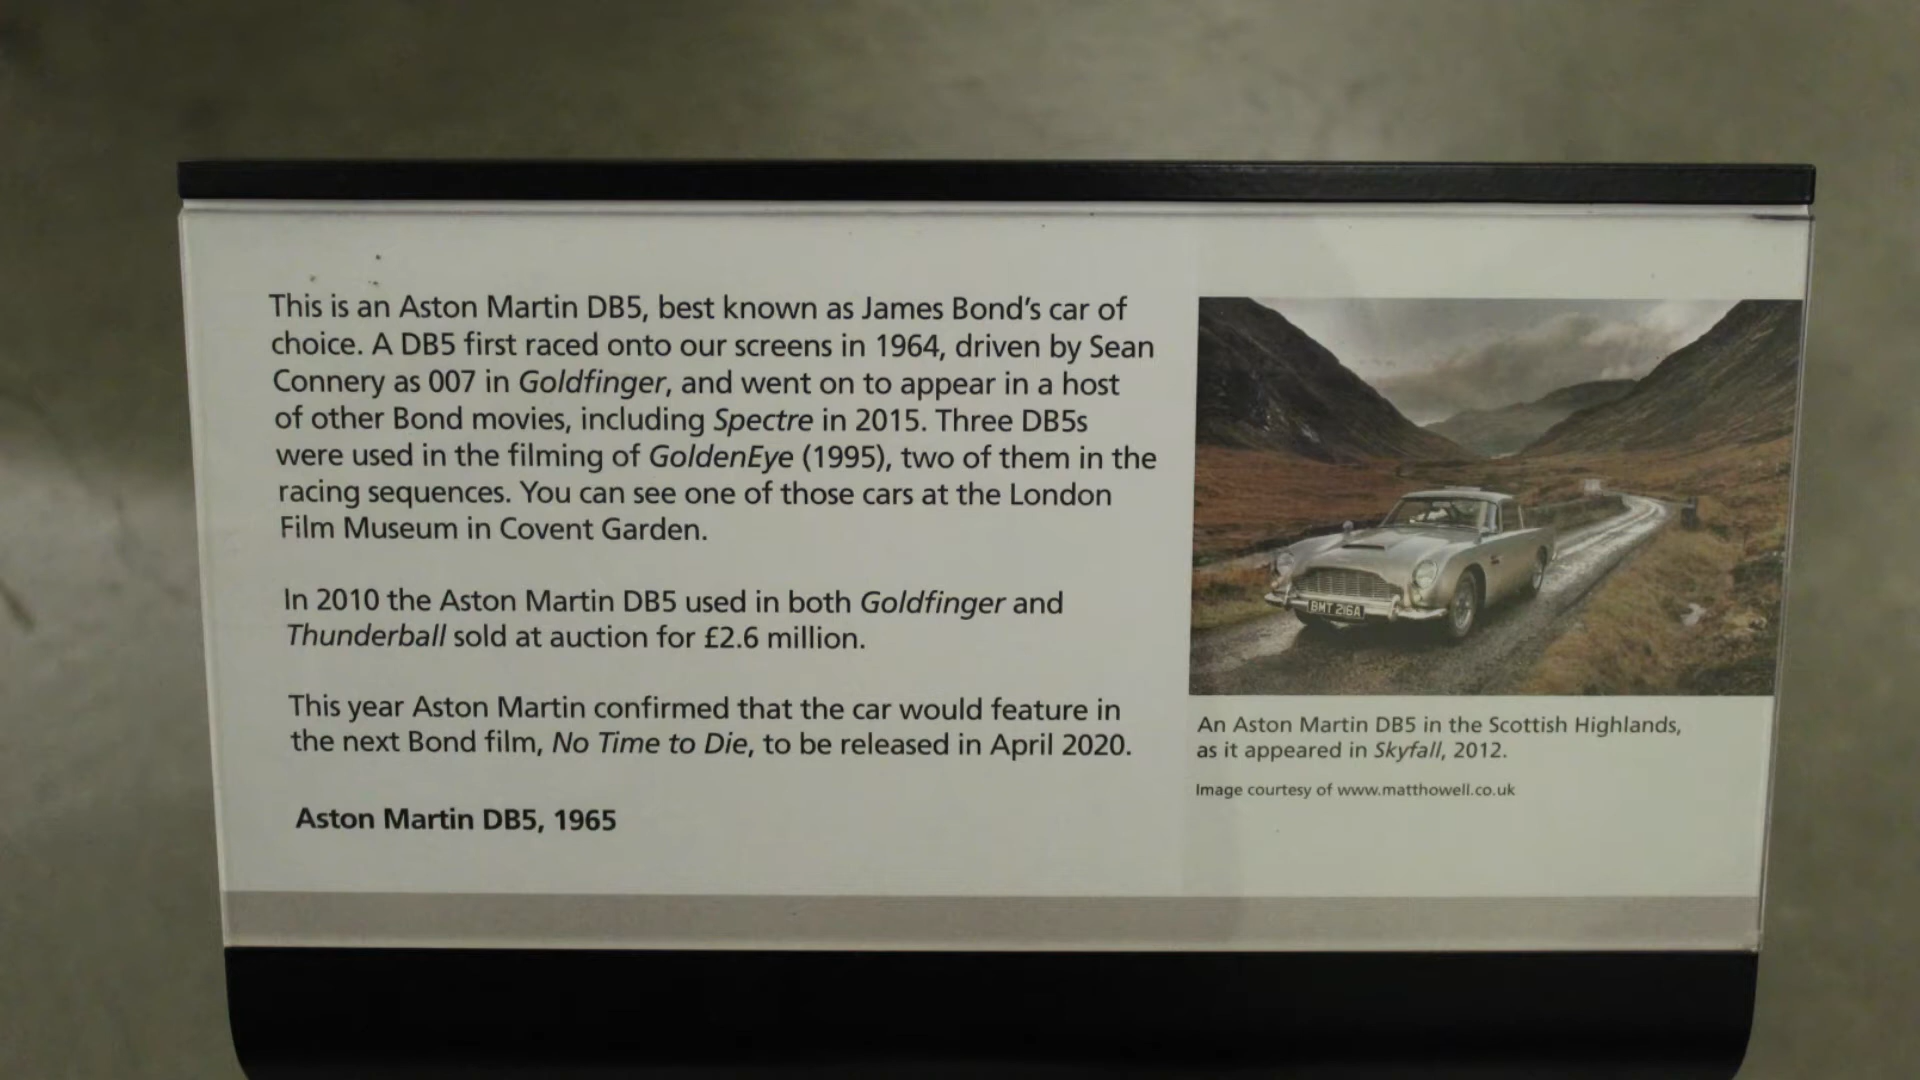 This is an Aston Martin DB5, best known as James Bond's car of
choice. A DB5 first raced onto our screens in 1964, driven by Sean
Connery as 007 in Goldfinger, and went on to appear in a host
of other Bond movies, including Spectre in 2015. Three DB5s
were used in the filming of GoldenEye (1995), two of them in the
racing sequences. You can see one of those cars at the London
Film Museum in Covent Garden.
In 2010 the Aston Martin DB5 used in both Goldfinger and
Thunderball sold at auction for £2.6 million.
This year Aston Martin confirmed that the car would feature in
the next Bond film, No Time to Die, to be released in April 2020.
Aston Martin DB5, 1965
BMT 216A
An Aston Martin DB5 in the Scottish Highlands,
as it appeared in Skyfall, 2012.
Image courtesy of www.matthowell.co.uk